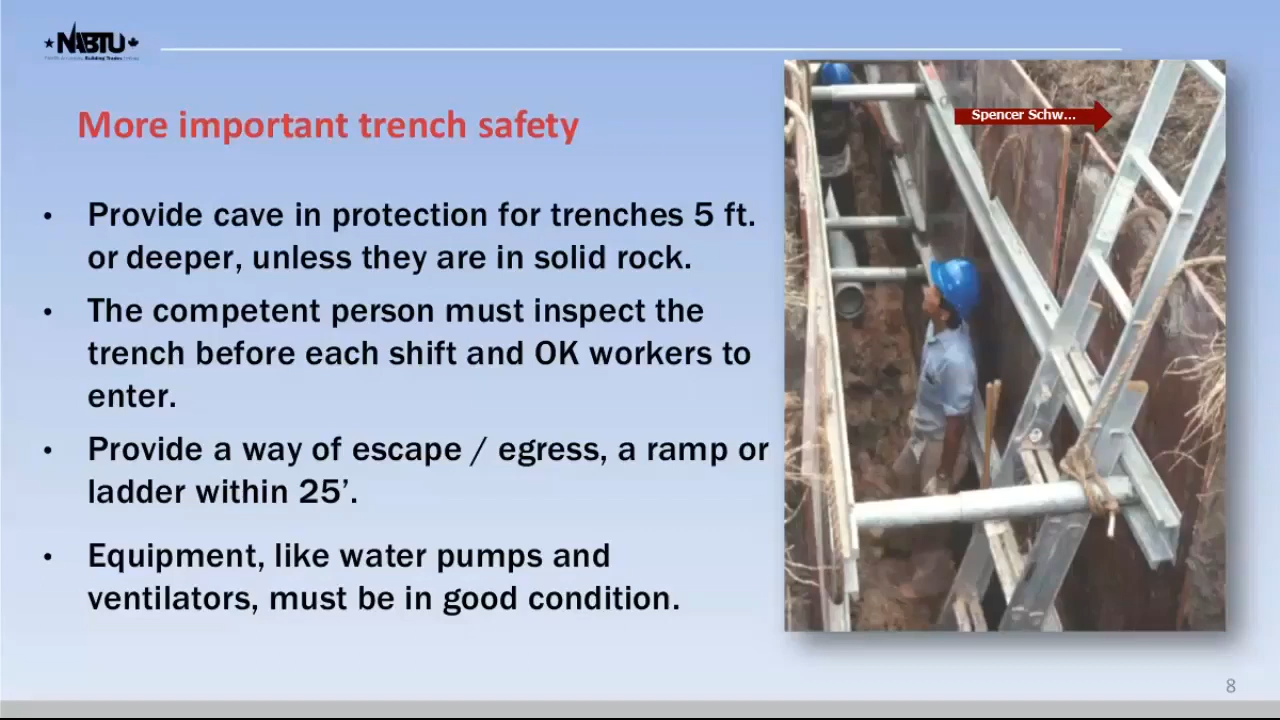 NABTU
More important trench safety
Spencer Schw...
• Provide cave in protection for trenches 5 ft.
or deeper, unless they are in solid rock.
• The competent person must inspect the
trench before each shift and OK workers to
enter.
• Provide a way of escape / egress, a ramp or
ladder within 25’.
• Equipment, like water pumps and
ventilators, must be in good condition.
8